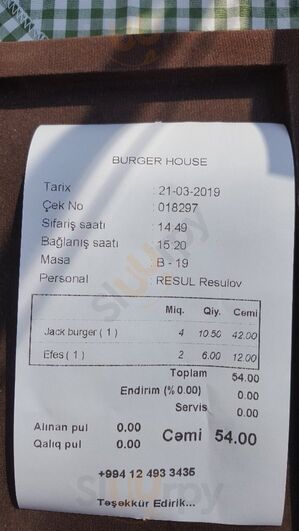 BURGER HOUSE
Tarix : 21-03-2019
Çek No : 018297
Sifariş saatı : 14:49
Bağlanış saatı : 15:20
Masa : B - 19
Personal : RESUL Resulov
Miq. Qiy. Cemi
Jack burger ( 1 ) 4 10.50 42.00
Efes ( 1 ) 2 6.00 12.00
Toplam 54.00
Endirim (%0.00) 0.00
Servis 0.00
Alınan pul 0.00
Qalıq pul 0.00 Cəmi 54.00
+994 12 493 3435
Təşəkkür Edirik...
sluurpy